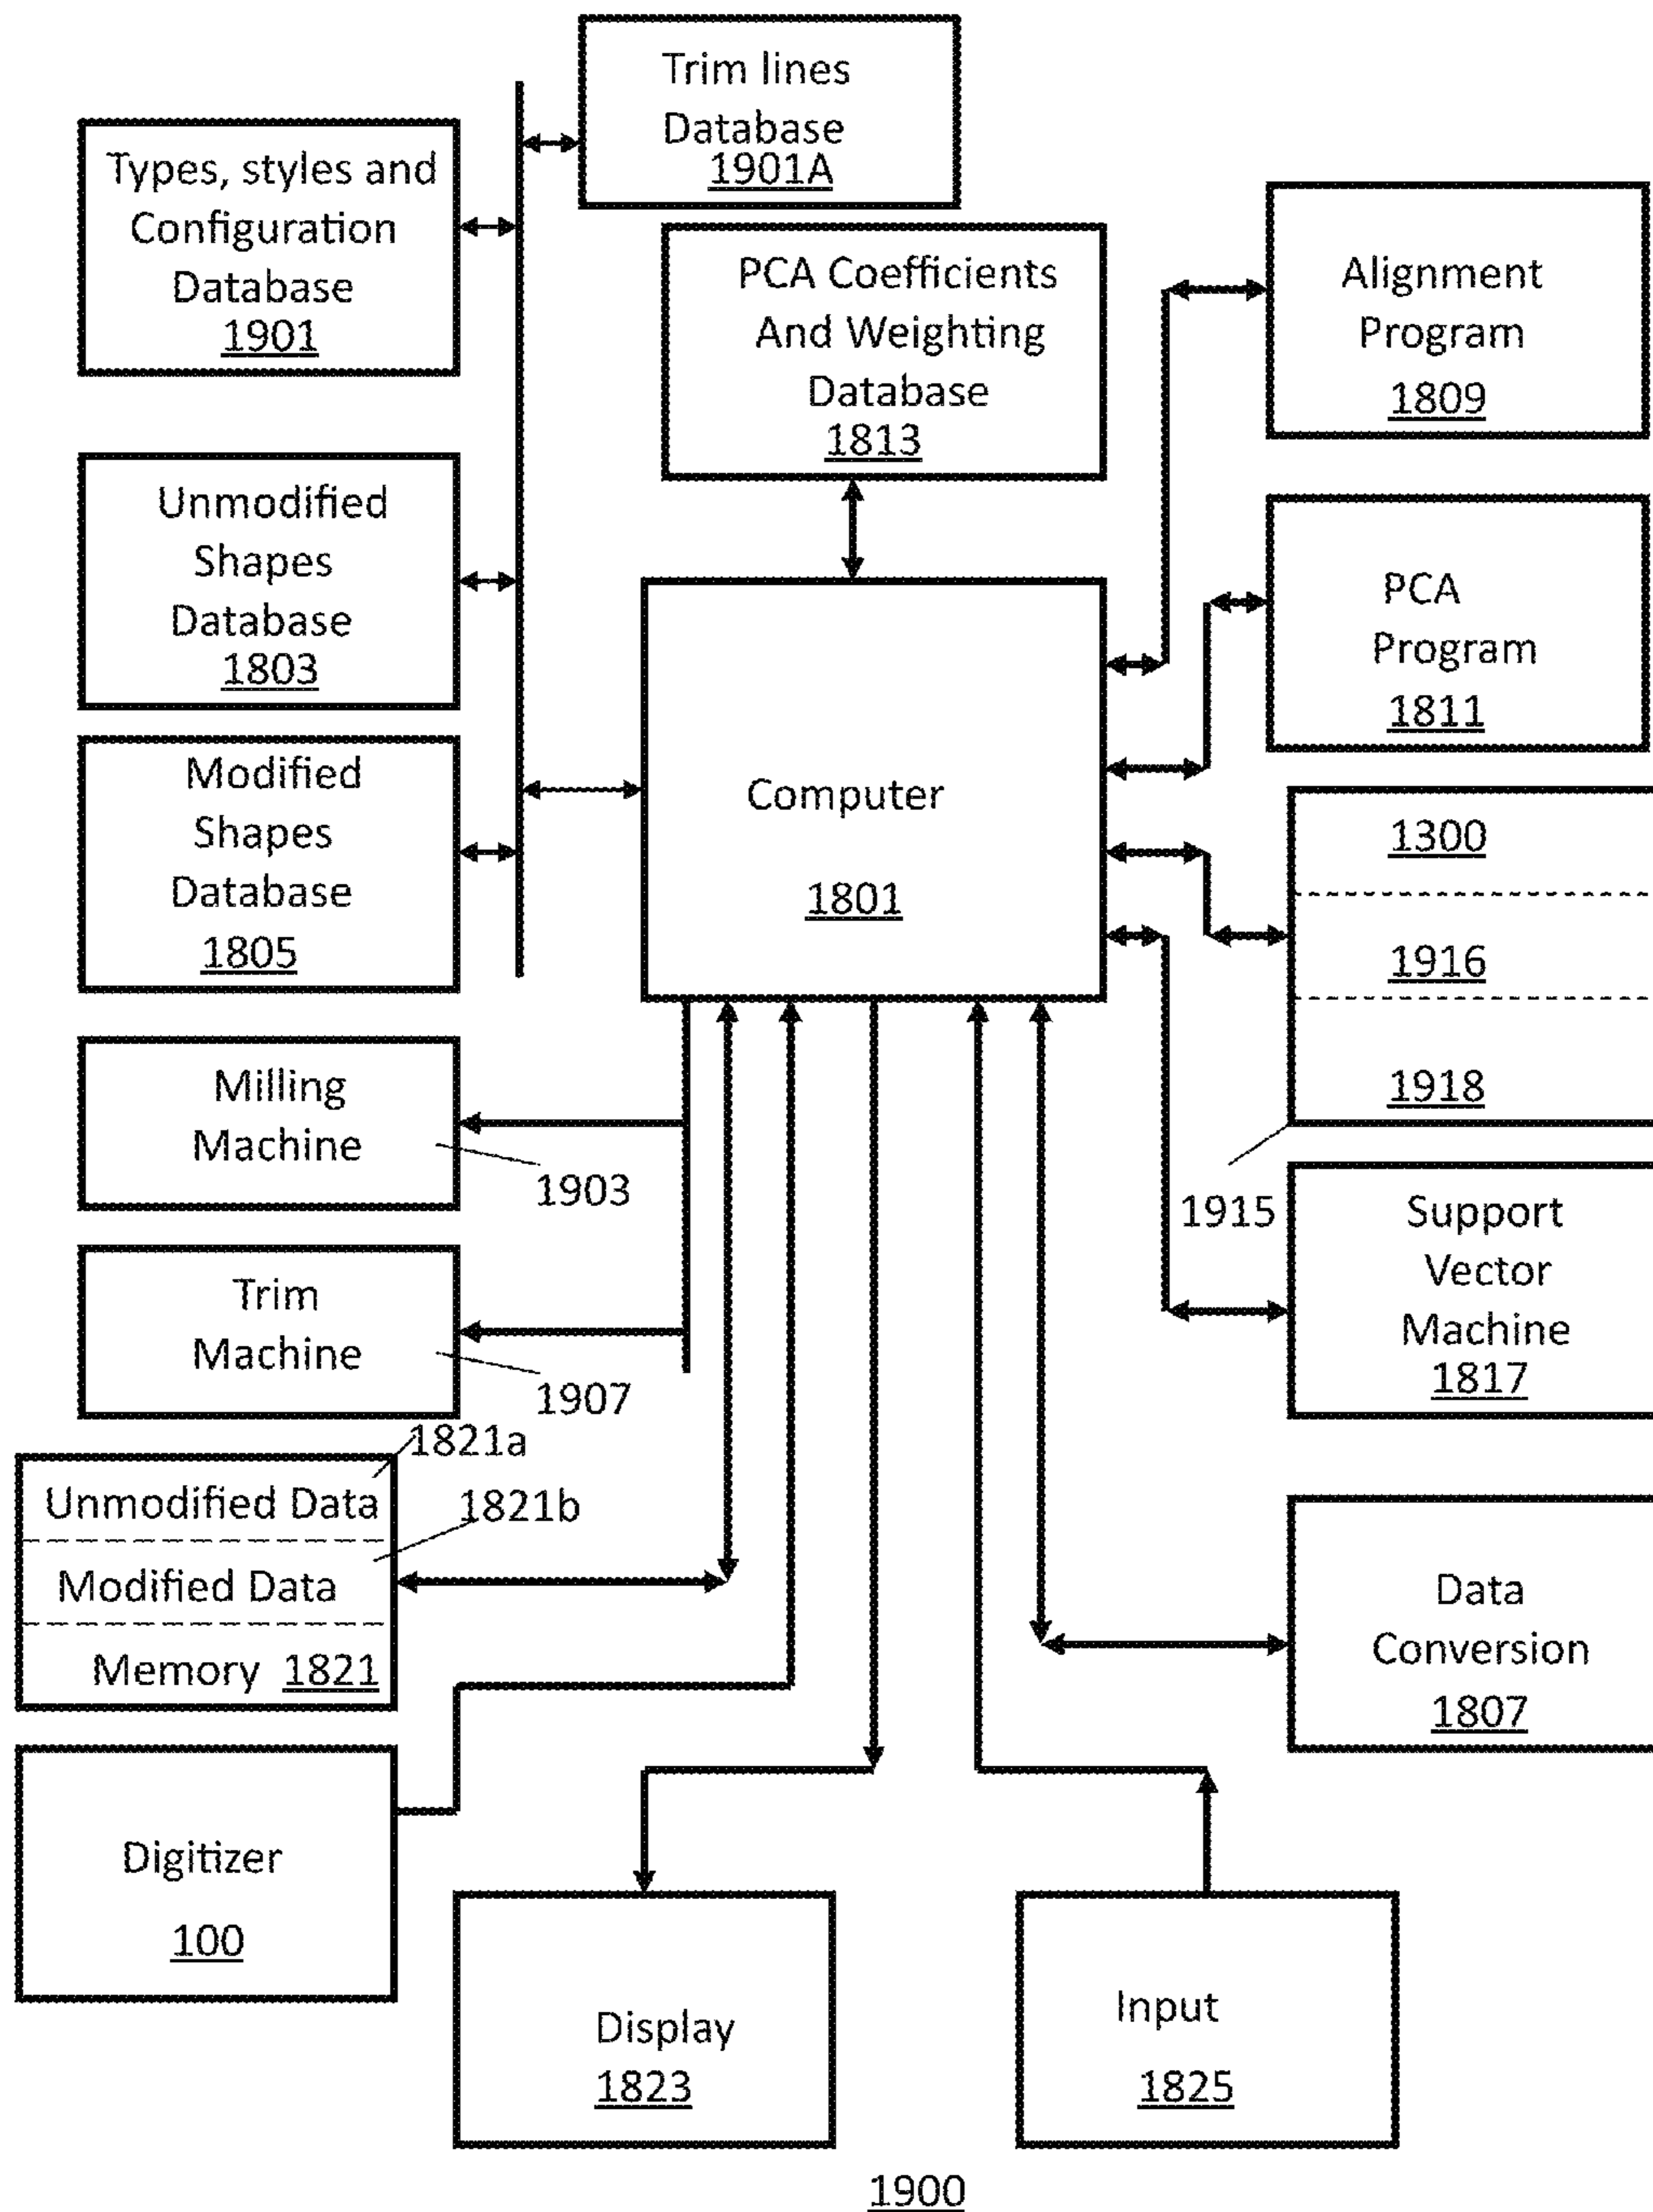 Trim lines
Database
1901A
Types, styles and
Configuration
Database
1901
PCA Coefficients
And Weighting
Database
1813
Alignment
Program
1809
Unmodified
Shapes
Database
1803
PCA
Program
1811
Modified
Shapes
Database
1805
Computer
1801
1300
1916
1918
1915
Milling
Machine
1903
Support
Vector
Machine
1817
Trim
Machine
1907
1821a
Unmodified Data
1821b
Modified Data
Memory 1821
Data
Conversion
1807
Digitizer
100
Display
1823
Input
1825
1900